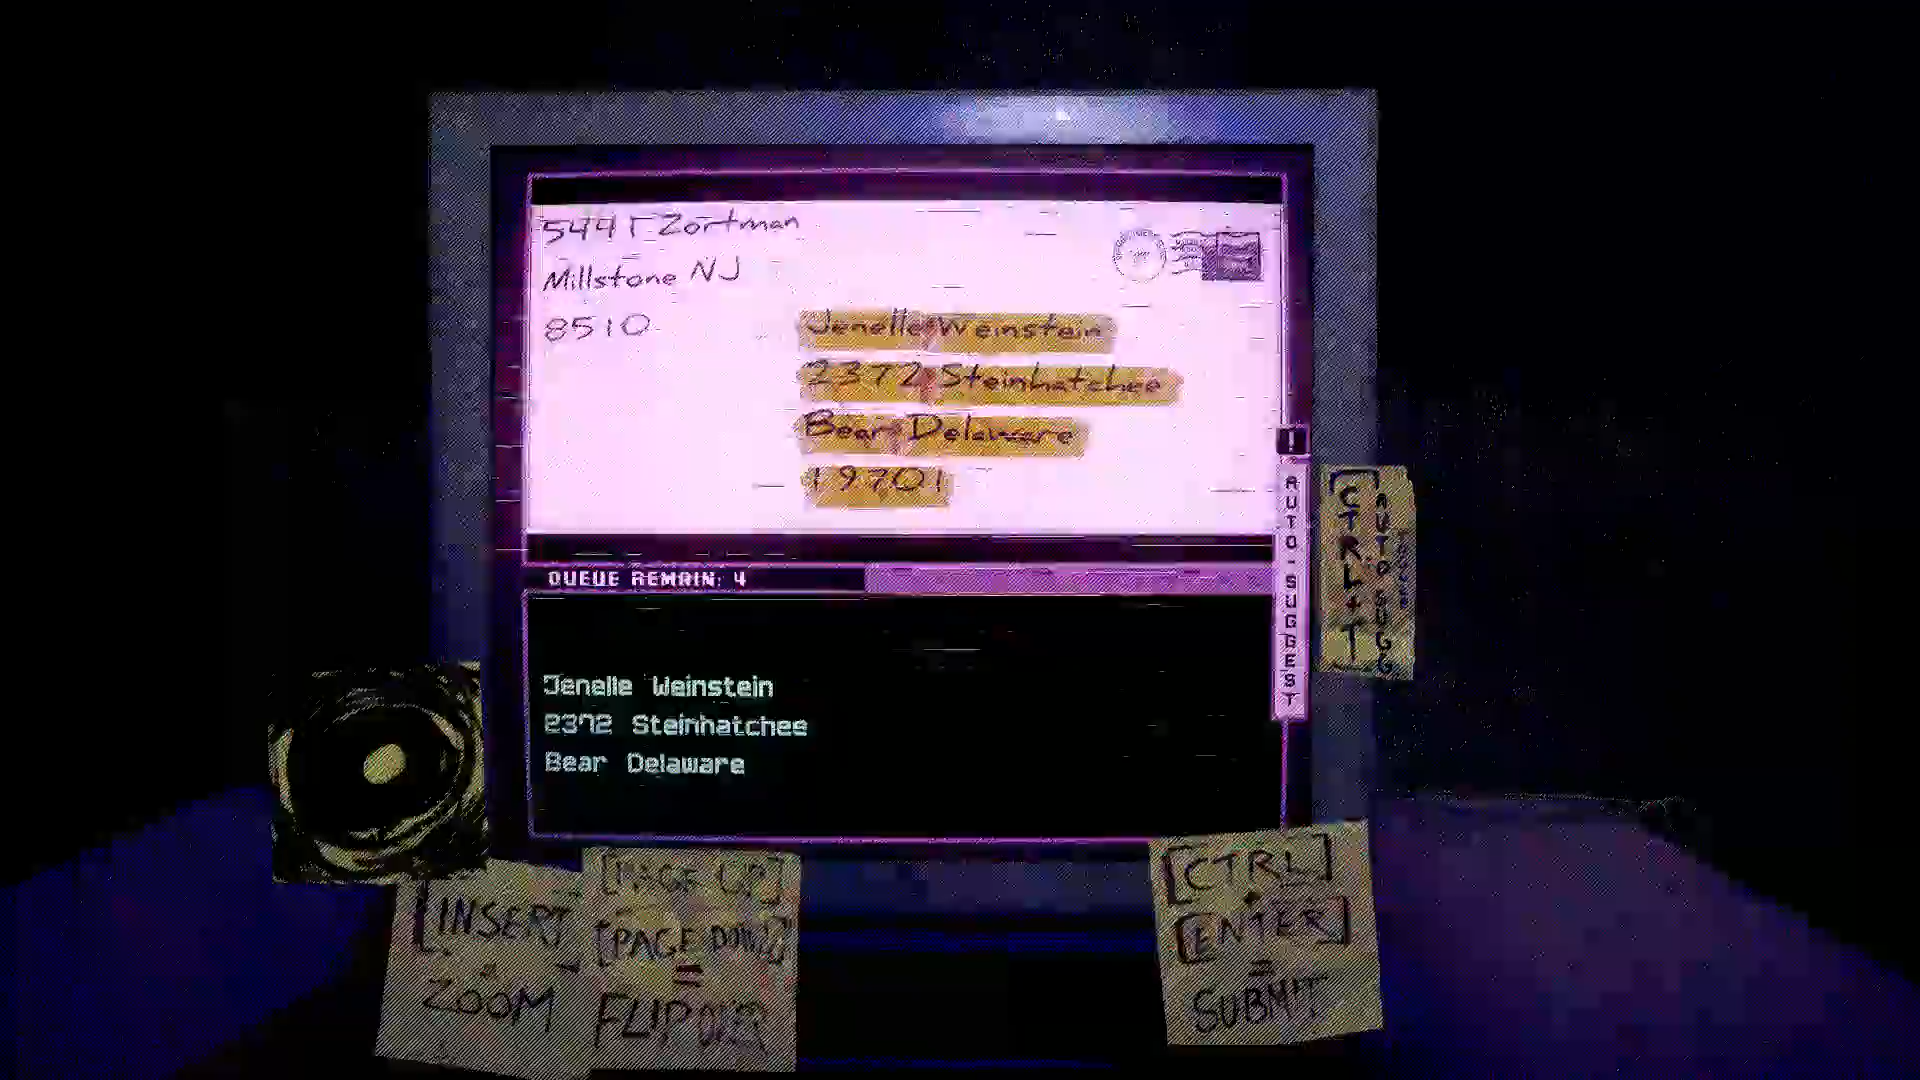 5441 Zortman
Millstone NJ
8510
Jenelle Weinstein
2372 Steinhatchee
Bear Delaware
19701
QUEUE REMAIN: 4
Jenelle Weinstein
2372 Steinhatchee
Bear Delaware
!
AUTO-SUGGEST
[CTRL+T
AUTO SUGG
[INSERT]
=
ZOOM
[PAGE UP]
[PAGE DOWN]
=
FLIP OVER
[CTRL]
+
[ENTER]
=
SUBMIT